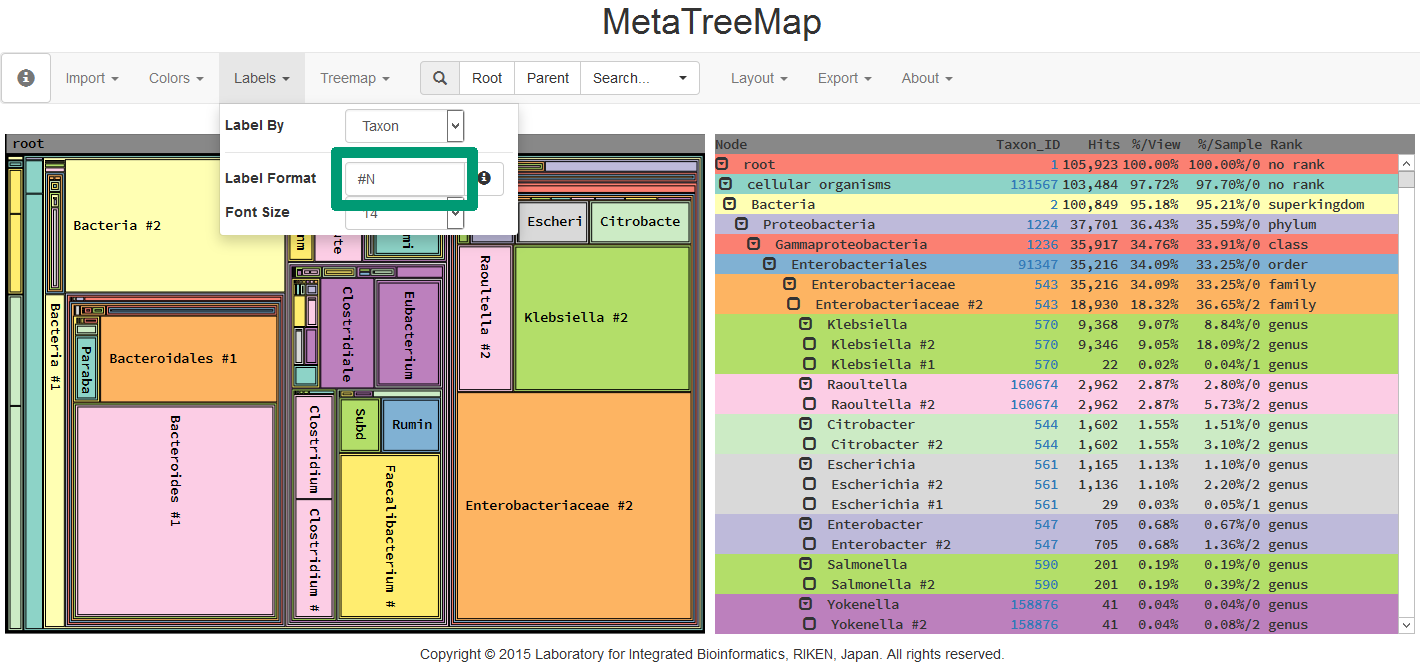 MetaTreeMap
Import Colors Labels Treemap Root Parent Search... Layout Export About
Label By Taxon
Label Format #N
Font Size 14
root
Bacteria #2
Bacteria #1
Paraba
Bacteroidales #1
Bacteroides #1
Clostridiale
Eubacterium
Clostridium
Clostridium #
Subd
Rumin
Faecalibacterium #
Escheri
Citrobacte
Raoultella #2
Klebsiella #2
Enterobacteriaceae #2
Node Taxon_ID Hits %/View %/Sample Rank
root 1 105,923 100.00% 100.00%/0 no rank
cellular organisms 131567 103,484 97.72% 97.70%/0 no rank
Bacteria 2 100,849 95.18% 95.21%/0 superkingdom
Proteobacteria 1224 37,701 36.43% 35.59%/0 phylum
Gammaproteobacteria 1236 35,917 34.76% 33.91%/0 class
Enterobacteriales 91347 35,216 34.09% 33.25%/0 order
Enterobacteriaceae 543 35,216 34.09% 33.25%/0 family
Enterobacteriaceae #2 543 18,930 18.32% 36.65%/2 family
Klebsiella 570 9,368 9.07% 8.84%/0 genus
Klebsiella #2 570 9,346 9.05% 18.09%/2 genus
Klebsiella #1 570 22 0.02% 0.04%/1 genus
Raoultella 160674 2,962 2.87% 2.80%/0 genus
Raoultella #2 160674 2,962 2.87% 5.73%/2 genus
Citrobacter 544 1,602 1.55% 1.51%/0 genus
Citrobacter #2 544 1,602 1.55% 3.10%/2 genus
Escherichia 561 1,165 1.13% 1.10%/0 genus
Escherichia #2 561 1,136 1.10% 2.20%/2 genus
Escherichia #1 561 29 0.03% 0.05%/1 genus
Enterobacter 547 705 0.68% 0.67%/0 genus
Enterobacter #2 547 705 0.68% 1.36%/2 genus
Salmonella 590 201 0.19% 0.19%/0 genus
Salmonella #2 590 201 0.19% 0.39%/2 genus
Yokenella 158876 41 0.04% 0.04%/0 genus
Yokenella #2 158876 41 0.04% 0.08%/2 genus
Copyright © 2015 Laboratory for Integrated Bioinformatics, RIKEN, Japan. All rights reserved.